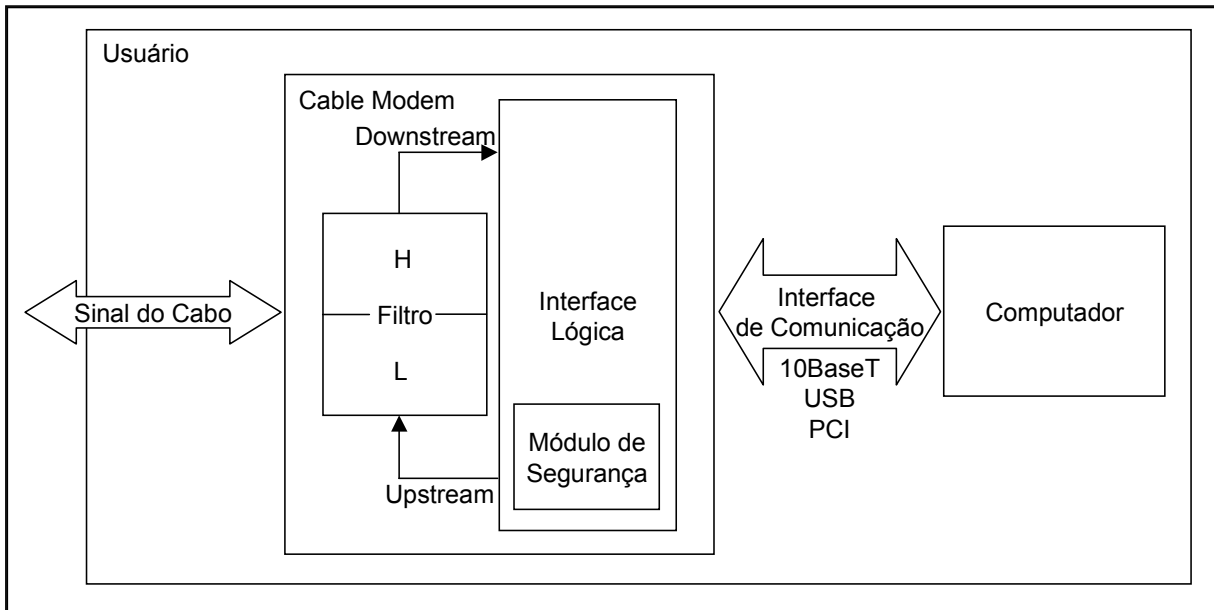 Usuário
Cable Modem
Downstream
H
Filtro
L
Upstream
Sinal do Cabo
Interface
Lógica
Módulo de
Segurança
Interface
de Comunicação
10BaseT
USB
PCI
Computador